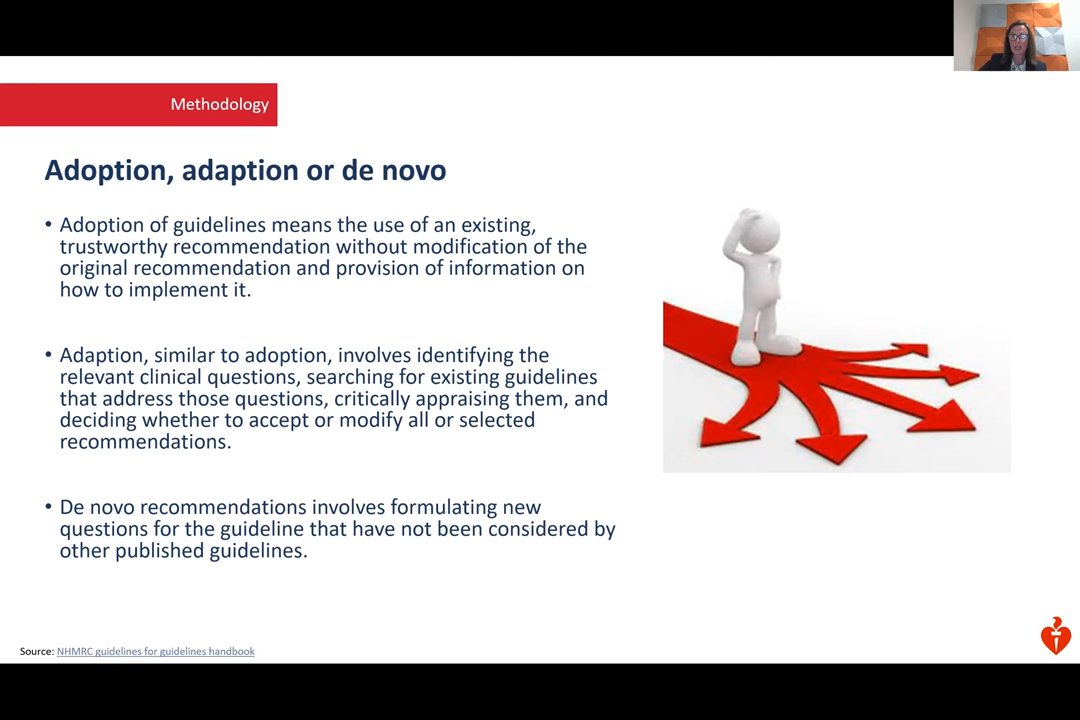 Methodology
Adoption, adaption or de novo
• Adoption of guidelines means the use of an existing,
trustworthy recommendation without modification of the
original recommendation and provision of information on
how to implement it.
• Adaption, similar to adoption, involves identifying the
relevant clinical questions, searching for existing guidelines
that address those questions, critically appraising them, and
deciding whether to accept or modify all or selected
recommendations.
• De novo recommendations involves formulating new
questions for the guideline that have not been considered by
other published guidelines.
Source: NHMRC guidelines for guidelines handbook